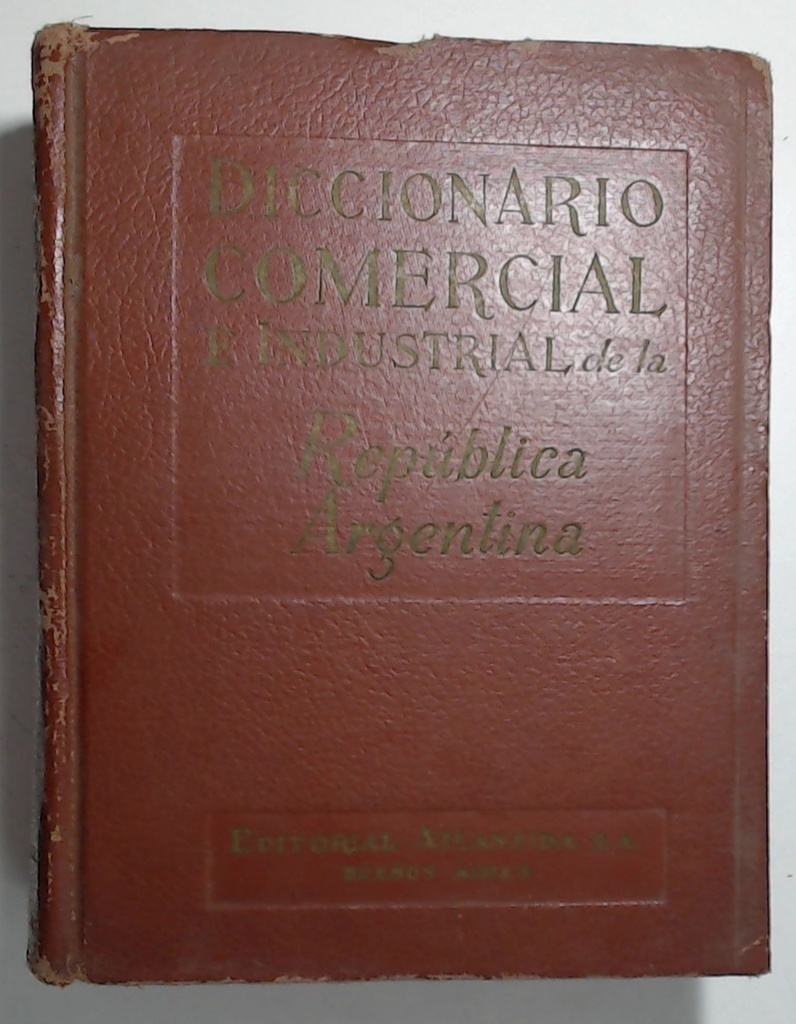 DICCIONARIO
COMERCIAL
E INDUSTRIAL de la
República
Argentina
EDITORIAL ATLANTIDA S.A.
BUENOS AIRES